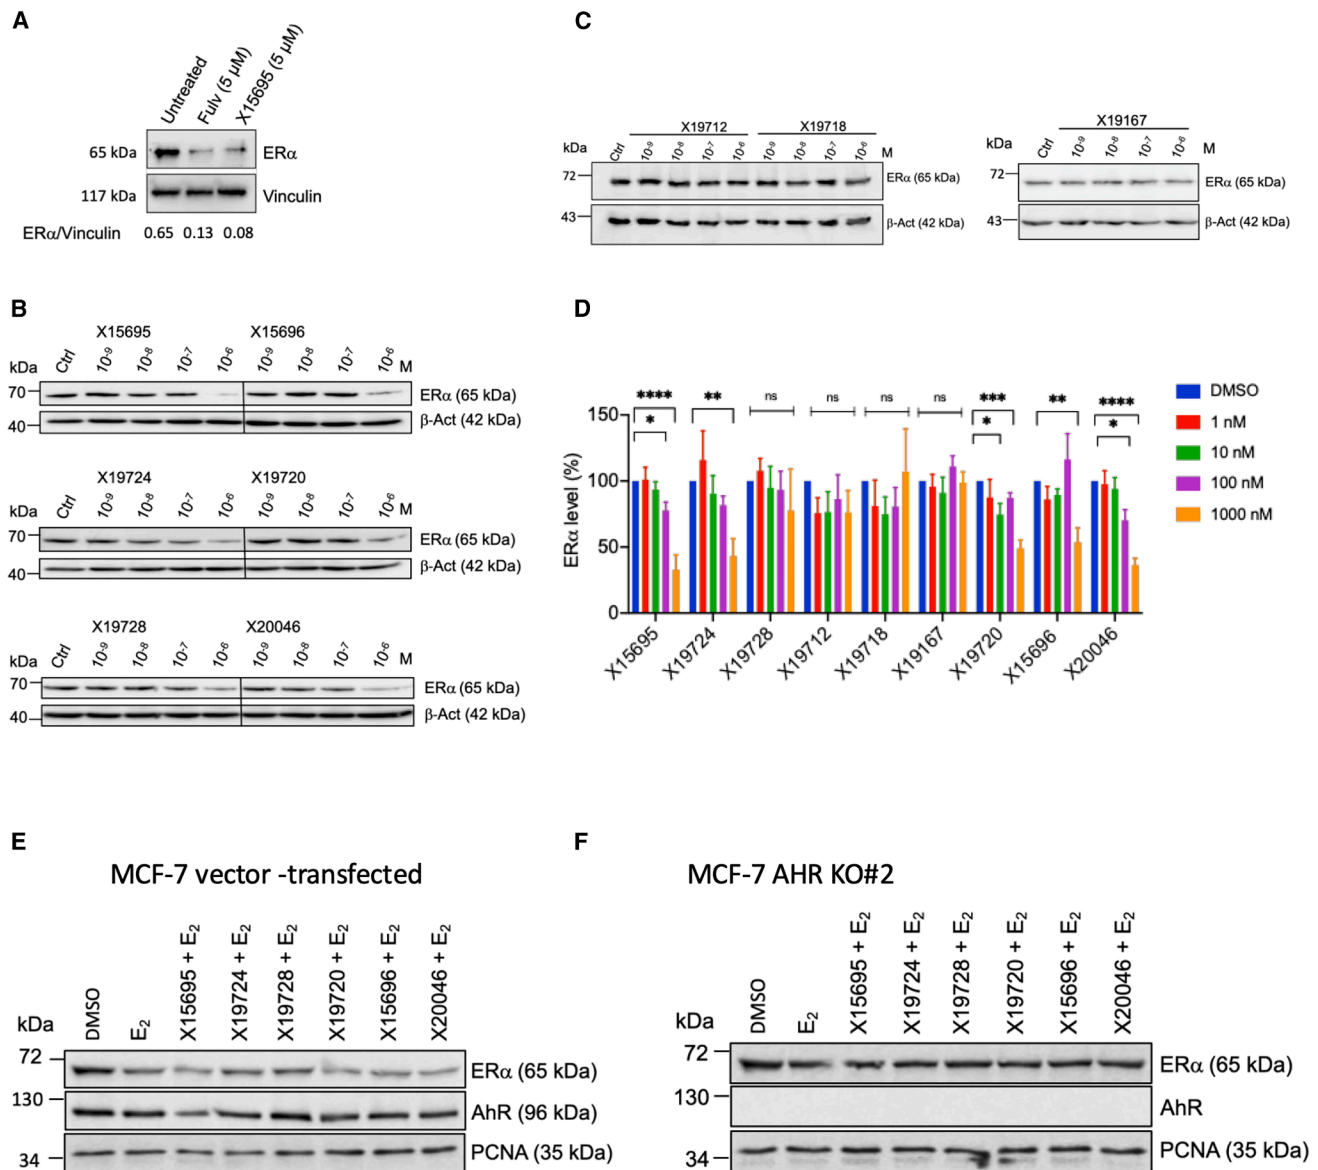 A
Untreated
Fulv (5 µM)
X15695 (5 µM)
65 kDa
ERα
117 kDa
Vinculin
ERα/Vinculin 0.65 0.13 0.08
B
X15695 X15696
kDa Ctrl 10⁻⁹ 10⁻⁸ 10⁻⁷ 10⁻⁶ 10⁻⁹ 10⁻⁸ 10⁻⁷ 10⁻⁶ M
70 ERα (65 kDa)
40 β-Act (42 kDa)
X19724 X19720
kDa Ctrl 10⁻⁹ 10⁻⁸ 10⁻⁷ 10⁻⁶ 10⁻⁹ 10⁻⁸ 10⁻⁷ 10⁻⁶ M
70 ERα (65 kDa)
40 β-Act (42 kDa)
X19728 X20046
kDa Ctrl 10⁻⁹ 10⁻⁸ 10⁻⁷ 10⁻⁶ 10⁻⁹ 10⁻⁸ 10⁻⁷ 10⁻⁶ M
70 ERα (65 kDa)
40 β-Act (42 kDa)
C
X19712 X19718
kDa Ctrl 10⁻⁹ 10⁻⁸ 10⁻⁷ 10⁻⁶ 10⁻⁹ 10⁻⁸ 10⁻⁷ 10⁻⁶ M
72 ERα (65 kDa)
43 β-Act (42 kDa)
X19167
kDa Ctrl 10⁻⁹ 10⁻⁸ 10⁻⁷ 10⁻⁶ M
72 ERα (65 kDa)
43 β-Act (42 kDa)
D
ERα level (%)
150
100
50
0
**** ** ns ns ns ns *** ** ****
* * *
X15695 X19724 X19728 X19712 X19718 X19167 X19720 X15696 X20046
DMSO
1 nM
10 nM
100 nM
1000 nM
E
MCF-7 vector -transfected
kDa
DMSO
E₂
X15695 + E₂
X19724 + E₂
X19728 + E₂
X19720 + E₂
X15696 + E₂
X20046 + E₂
72 ERα (65 kDa)
130 AhR (96 kDa)
34 PCNA (35 kDa)
F
MCF-7 AHR KO#2
kDa
DMSO
E₂
X15695 + E₂
X19724 + E₂
X19728 + E₂
X19720 + E₂
X15696 + E₂
X20046 + E₂
72 ERα (65 kDa)
130 AhR
34 PCNA (35 kDa)